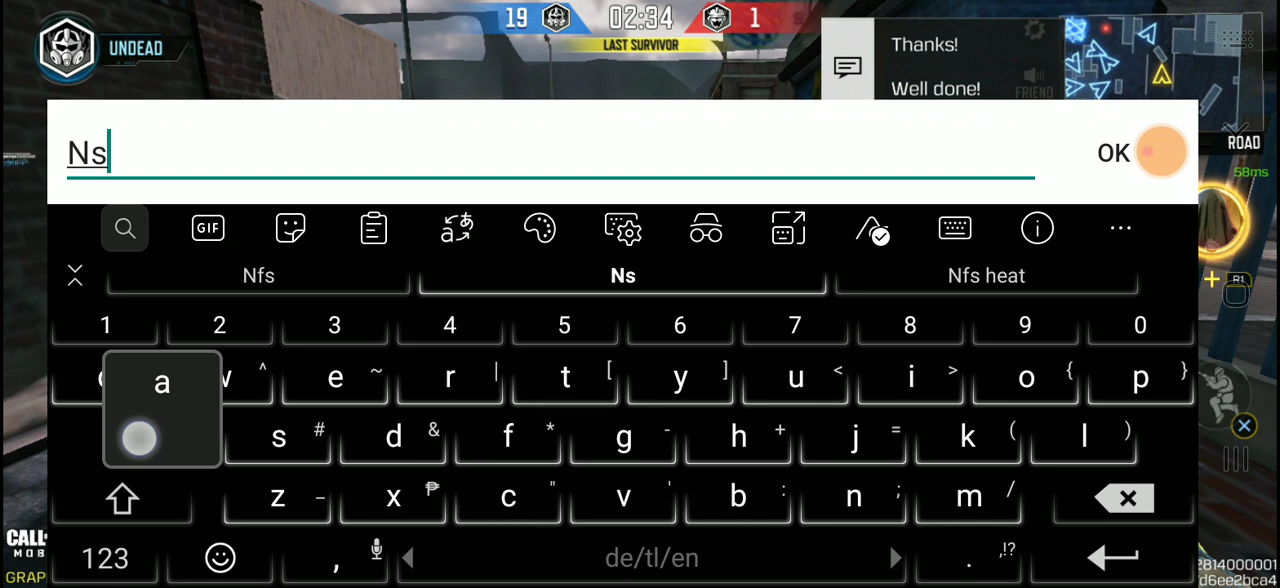 UNDEAD
19 02:34 1
LAST SURVIVOR
Thanks!
Well done!
FRIEND
ROAD
58ms
Ns
OK
GIF
Nfs Ns Nfs heat
1 2 3 4 5 6 7 8 9 0
w ^ e ~ r | t [ y ] u < i > o { p }
a s # d & f * g - h + j = k ( l )
z _ x ₱ c " v ' b : n ; m /
123 , de/tl/en . ,!?
R1
CALL
MOB
GRAP
2814000001
d6ee2bca4